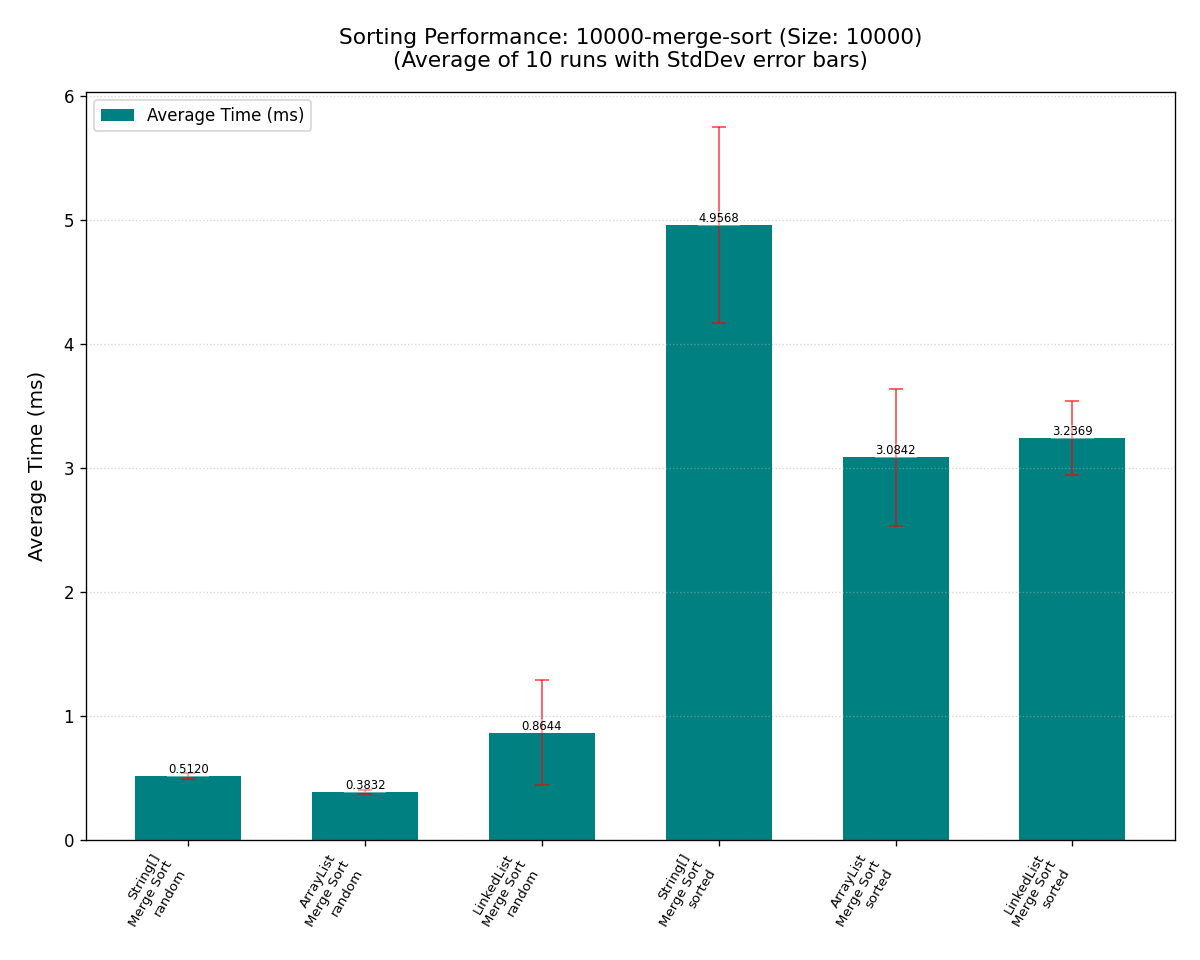 Sorting Performance: 10000-merge-sort (Size: 10000)
(Average of 10 runs with StdDev error bars)
Average Time (ms)
6
5
4
3
2
1
0
Average Time (ms)
0.5120
0.3832
0.8644
4.9568
3.0842
3.2369
String[]
Merge Sort
random
ArrayList
Merge Sort
random
LinkedList
Merge Sort
random
String[]
Merge Sort
sorted
ArrayList
Merge Sort
sorted
LinkedList
Merge Sort
sorted